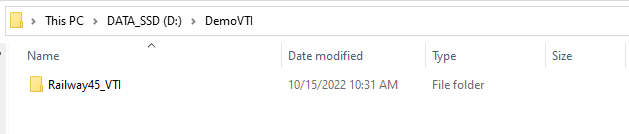 This PC > DATA_SSD (D:) > DemoVTI
Name Date modified Type Size
Railway45_VTI 10/15/2022 10:31 AM File folder